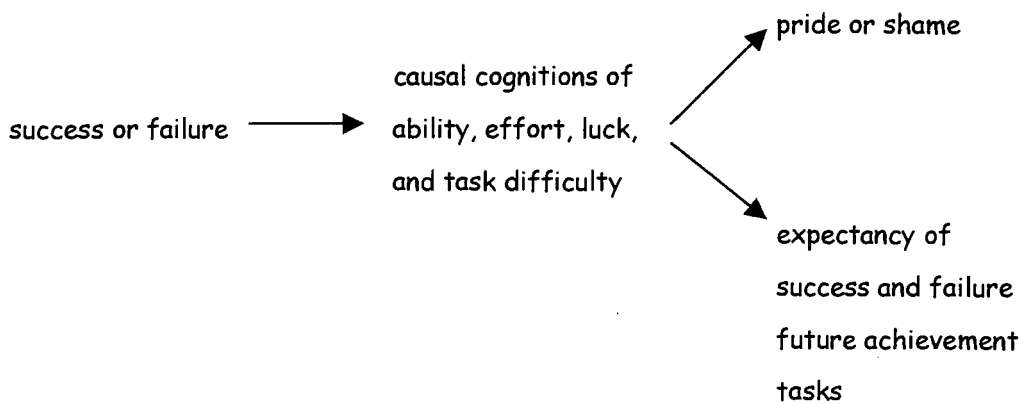 success or failure
causal cognitions of
ability, effort, luck,
and task difficulty
pride or shame
expectancy of
success and failure
future achievement
tasks